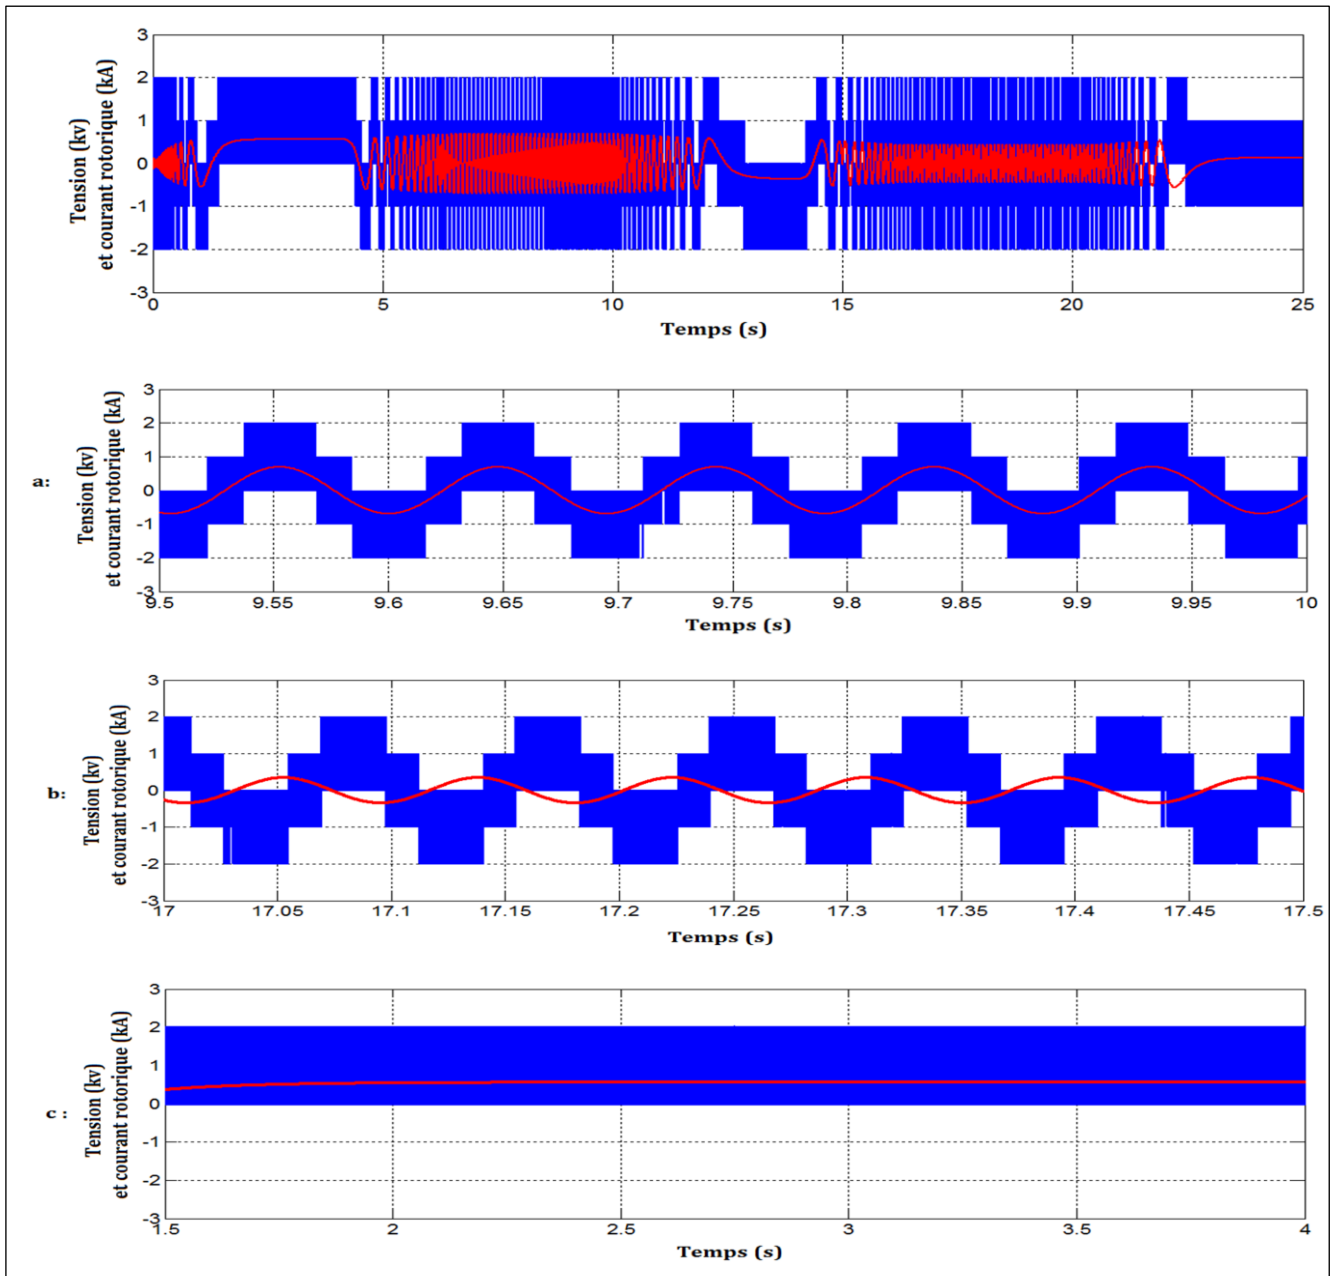 3
2
1
0
-1
-2
-3
Tension (kv)
et courant rotorique (kA)
0 5 10 15 20 25
Temps (s)
a:
3
2
1
0
-1
-2
-3
Tension (kv)
et courant rotorique (kA)
9.5 9.55 9.6 9.65 9.7 9.75 9.8 9.85 9.9 9.95 10
Temps (s)
b:
3
2
1
0
-1
-2
-3
Tension (kv)
et courant rotorique (kA)
17 17.05 17.1 17.15 17.2 17.25 17.3 17.35 17.4 17.45 17.5
Temps (s)
c :
3
2
1
0
-1
-2
-3
Tension (kv)
et courant rotorique (kA)
1.5 2 2.5 3 3.5 4
Temps (s)